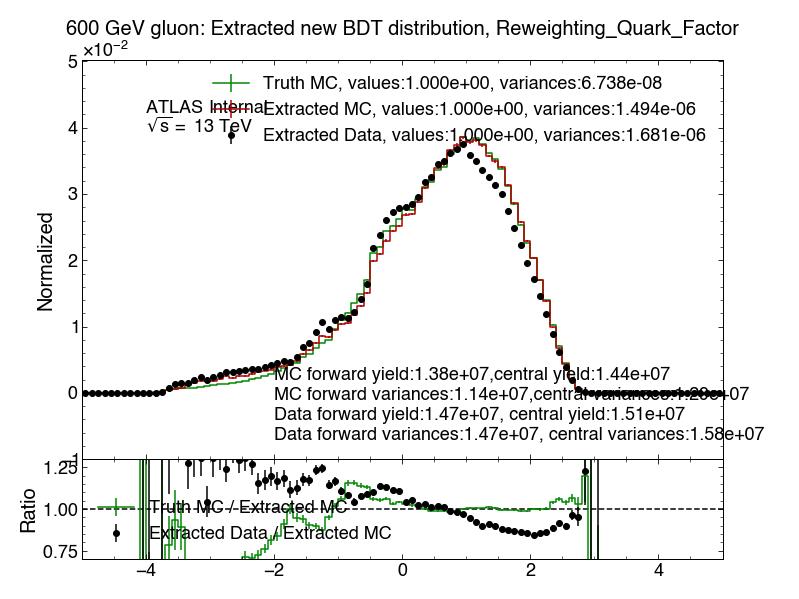 600 GeV gluon: Extracted new BDT distribution, Reweighting_Quark_Factor
×10⁻²
Truth MC, values:1.000e+00, variances:6.738e-08
ATLAS Internal
Extracted MC, values:1.000e+00, variances:1.494e-06
√s = 13 TeV
Extracted Data, values:1.000e+00, variances:1.681e-06
5
4
3
2
1
0
Normalized
MC forward yield:1.38e+07,central yield:1.44e+07
MC forward variances:1.14e+07,central variances:1.28e+07
Data forward yield:1.47e+07, central yield:1.51e+07
Data forward variances:1.47e+07, central variances:1.58e+07
1.25
1.00
0.75
Ratio
Truth MC / Extracted MC
Extracted Data / Extracted MC
−4 −2 0 2 4